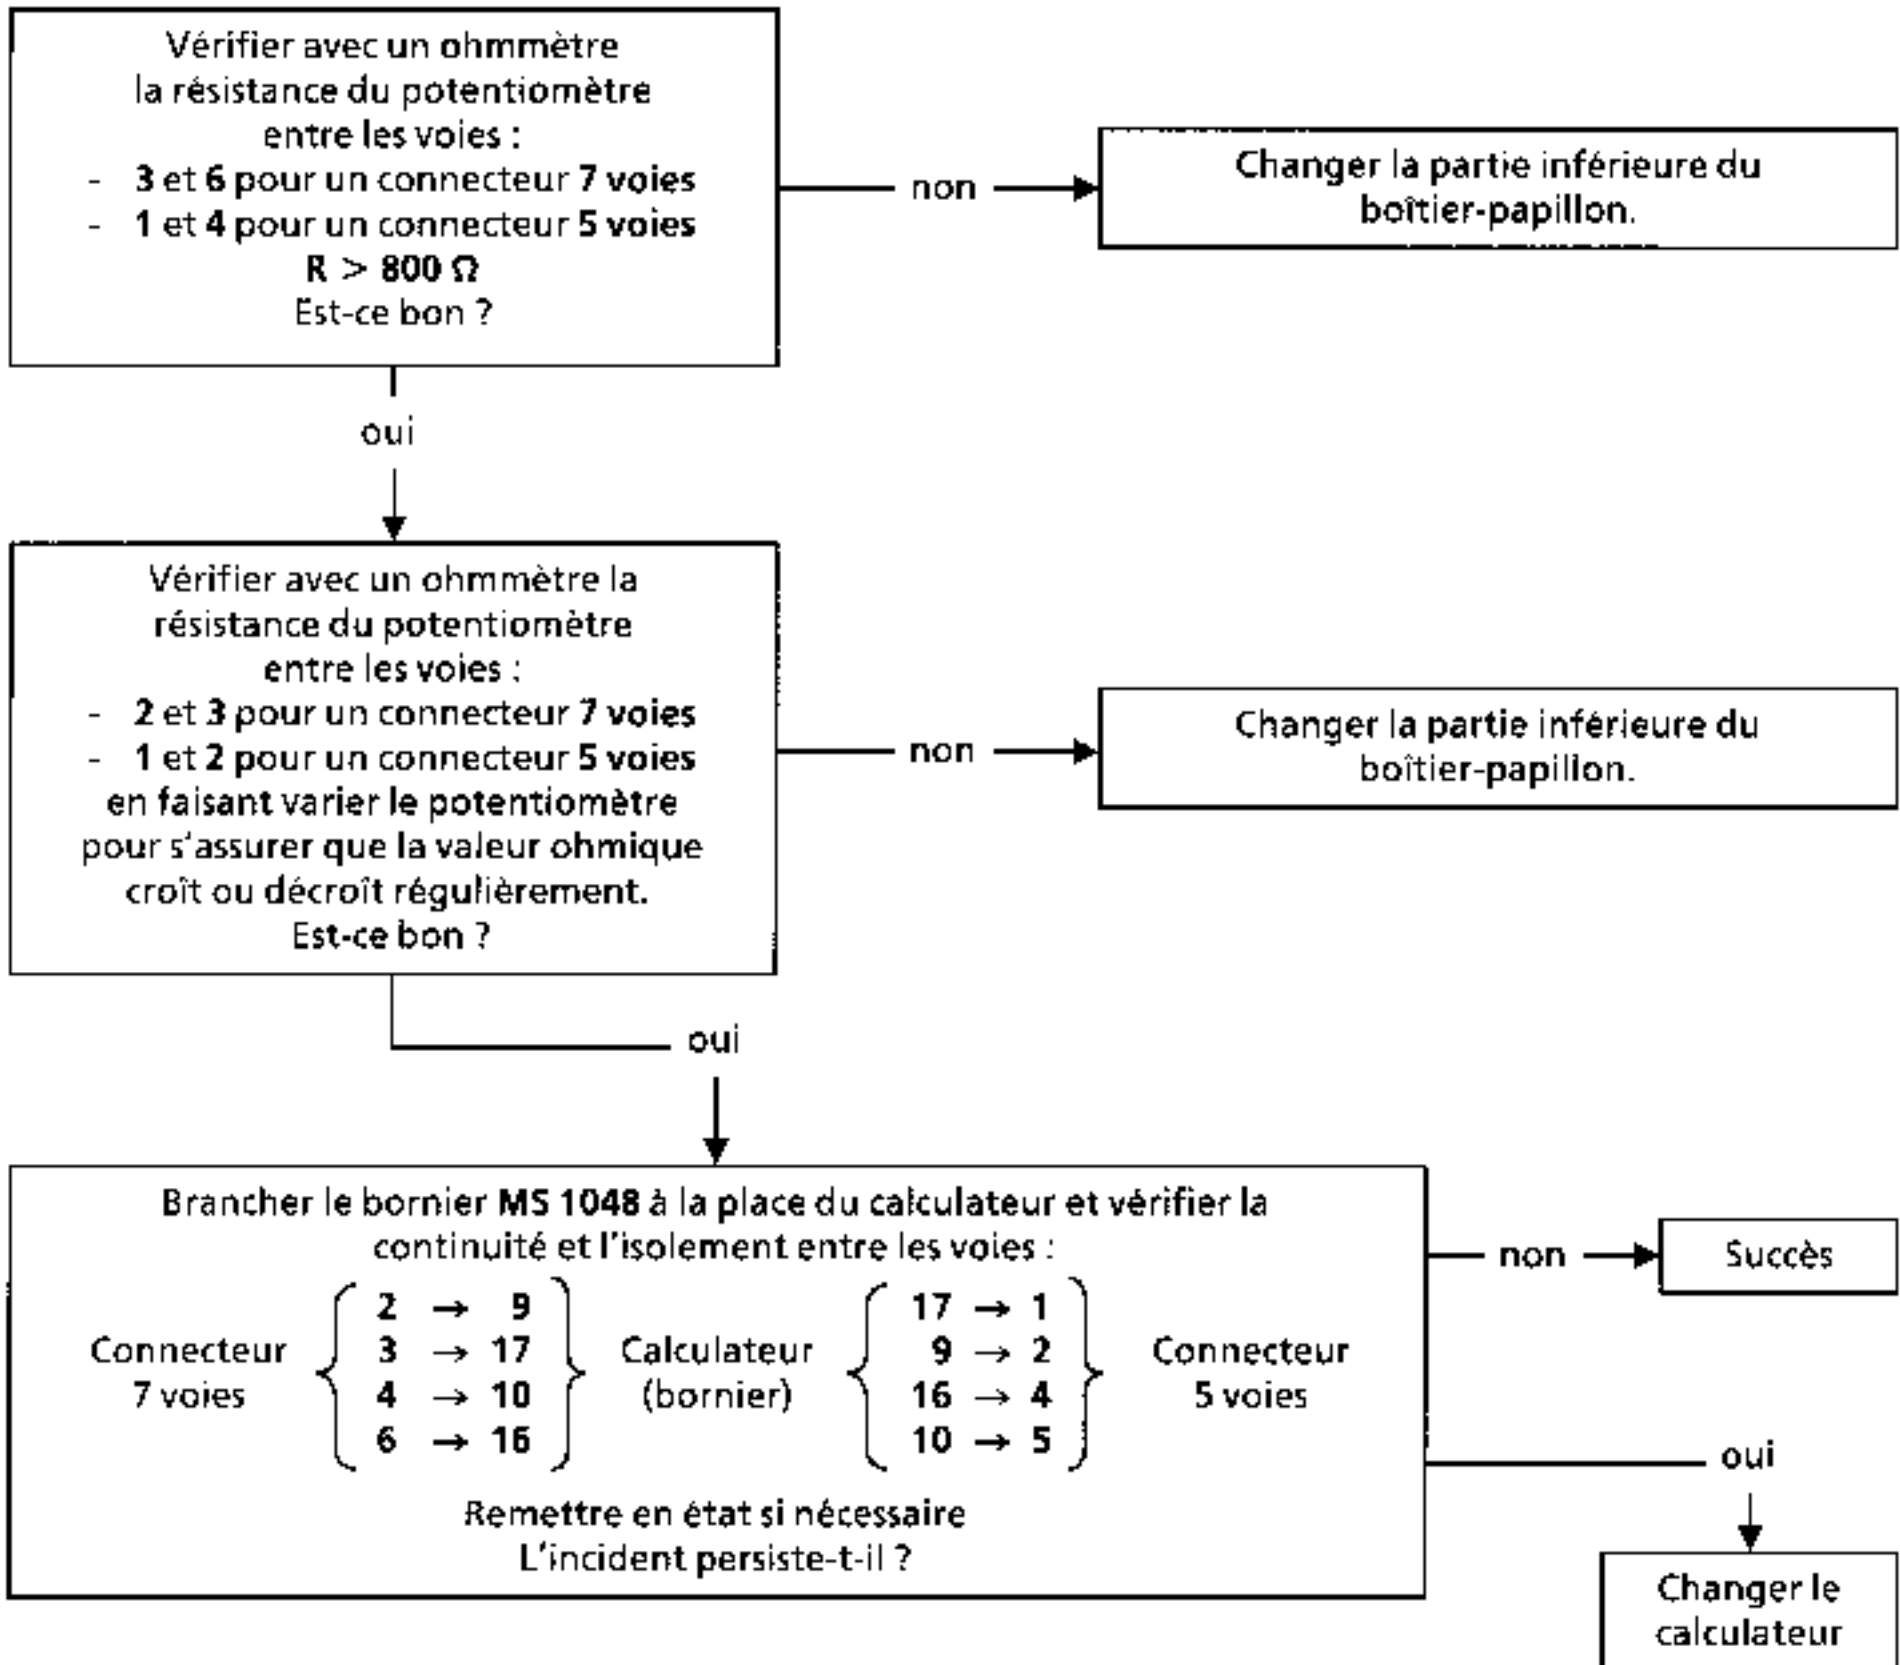 Vérifier avec un ohmmètre
la résistance du potentiomètre
entre les voies :
- 3 et 6 pour un connecteur 7 voies
- 1 et 4 pour un connecteur 5 voies
R > 800 Ω
Est-ce bon ?
non
Changer la partie inférieure du
boîtier-papillon.
oui
Vérifier avec un ohmmètre la
résistance du potentiomètre
entre les voies :
- 2 et 3 pour un connecteur 7 voies
- 1 et 2 pour un connecteur 5 voies
en faisant varier le potentiomètre
pour s'assurer que la valeur ohmique
croît ou décroît régulièrement.
Est-ce bon ?
non
Changer la partie inférieure du
boîtier-papillon.
oui
Brancher le bornier MS 1048 à la place du calculateur et vérifier la
continuité et l'isolement entre les voies :
Connecteur
7 voies
2 → 9
3 → 17
4 → 10
6 → 16
Calculateur
(bornier)
17 → 1
9 → 2
16 → 4
10 → 5
Connecteur
5 voies
Remettre en état si nécessaire
L'incident persiste-t-il ?
non
Succès
oui
Changer le
calculateur